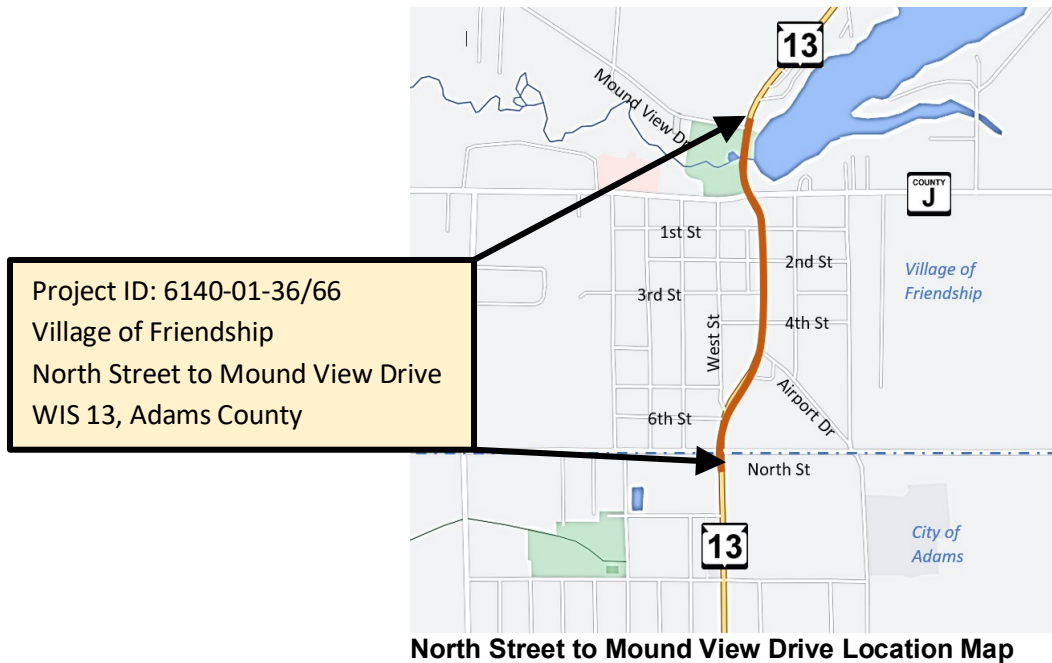 13
Mound View Dr
COUNTY
J
1st St
2nd St
Village of
Friendship
3rd St
4th St
West St
Airport Dr
6th St
North St
13
City of
Adams
Project ID: 6140-01-36/66
Village of Friendship
North Street to Mound View Drive
WIS 13, Adams County
North Street to Mound View Drive Location Map